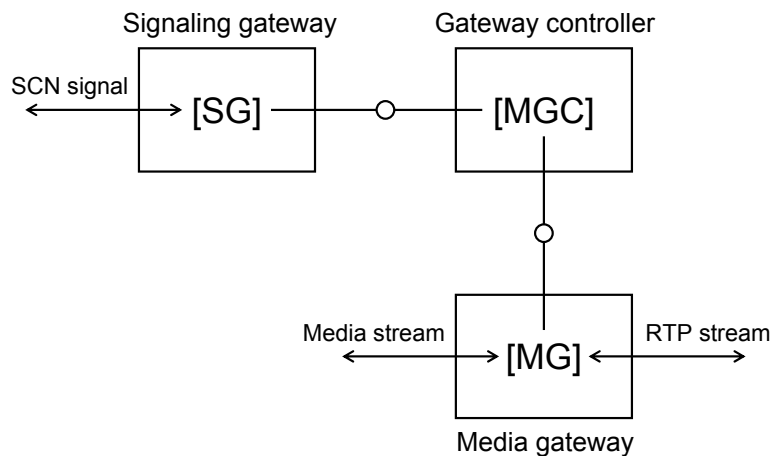 Signaling gateway
Gateway controller
SCN signal
[SG]
[MGC]
Media stream
[MG]
RTP stream
Media gateway